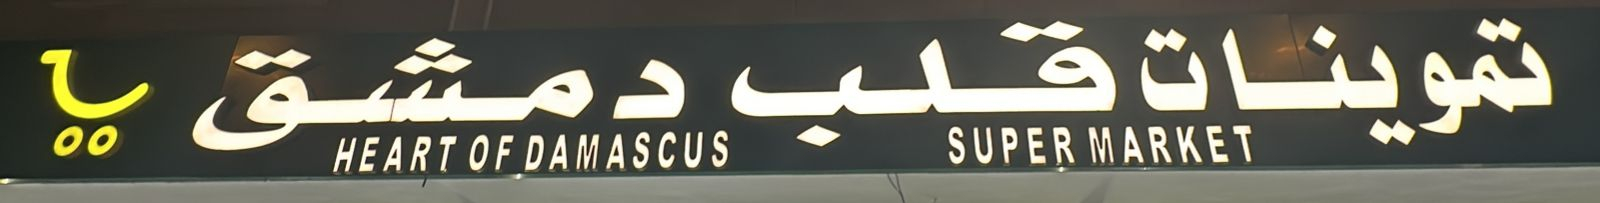 تموينات قلب دمشق
HEART OF DAMASCUS SUPER MARKET